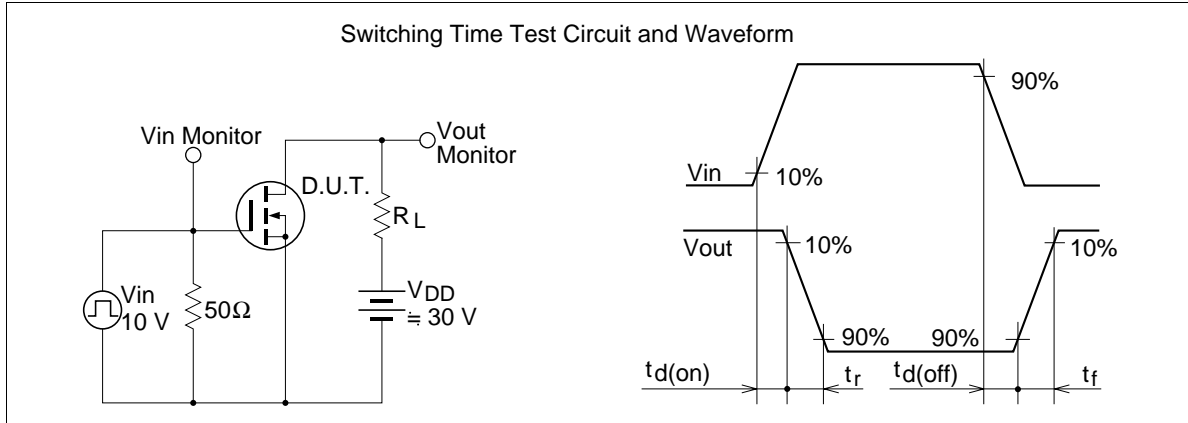 Switching Time Test Circuit and Waveform
Vin Monitor
Vout
Monitor
D.U.T.
RL
Vin
10 V
50Ω
VDD
≒ 30 V
Vin
10%
90%
Vout
10%
90%
90%
10%
td(on)
tr
td(off)
tf